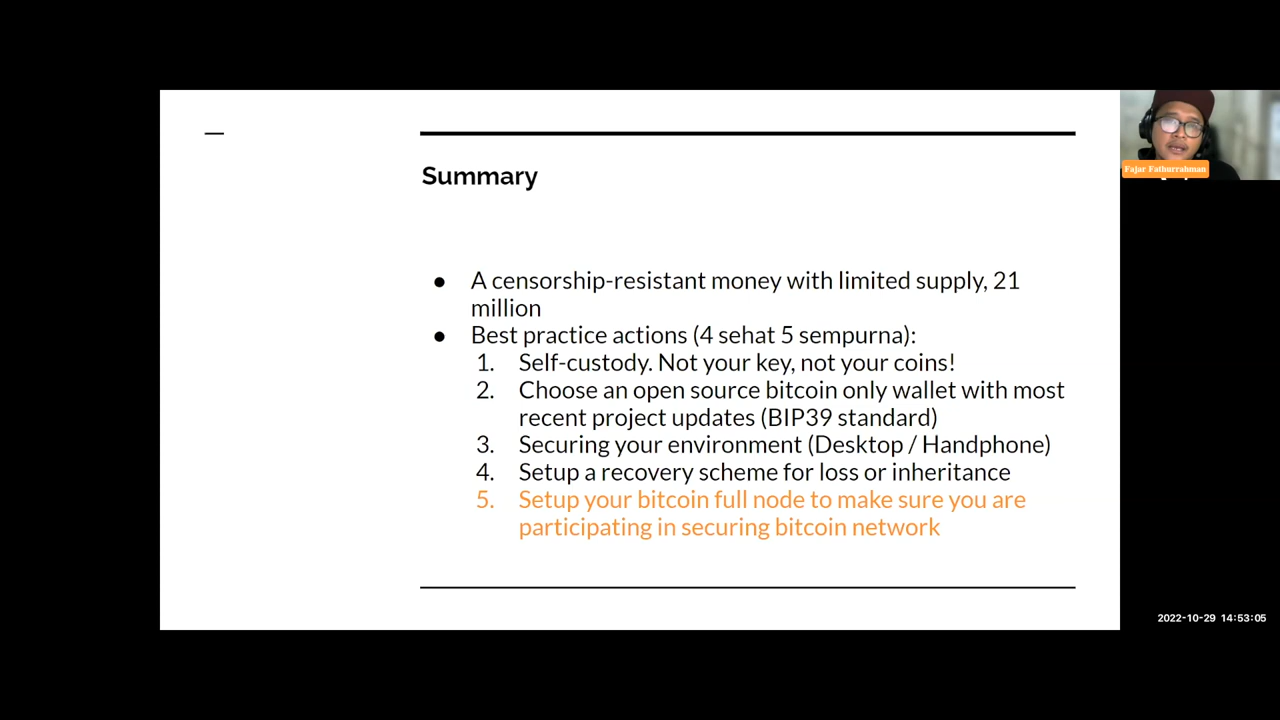 Summary
● A censorship-resistant money with limited supply, 21
million
● Best practice actions (4 sehat 5 sempurna):
1. Self-custody. Not your key, not your coins!
2. Choose an open source bitcoin only wallet with most
recent project updates (BIP39 standard)
3. Securing your environment (Desktop / Handphone)
4. Setup a recovery scheme for loss or inheritance
5. Setup your bitcoin full node to make sure you are
participating in securing bitcoin network
Fajar Fathurrahman
2022-10-29 14:53:05